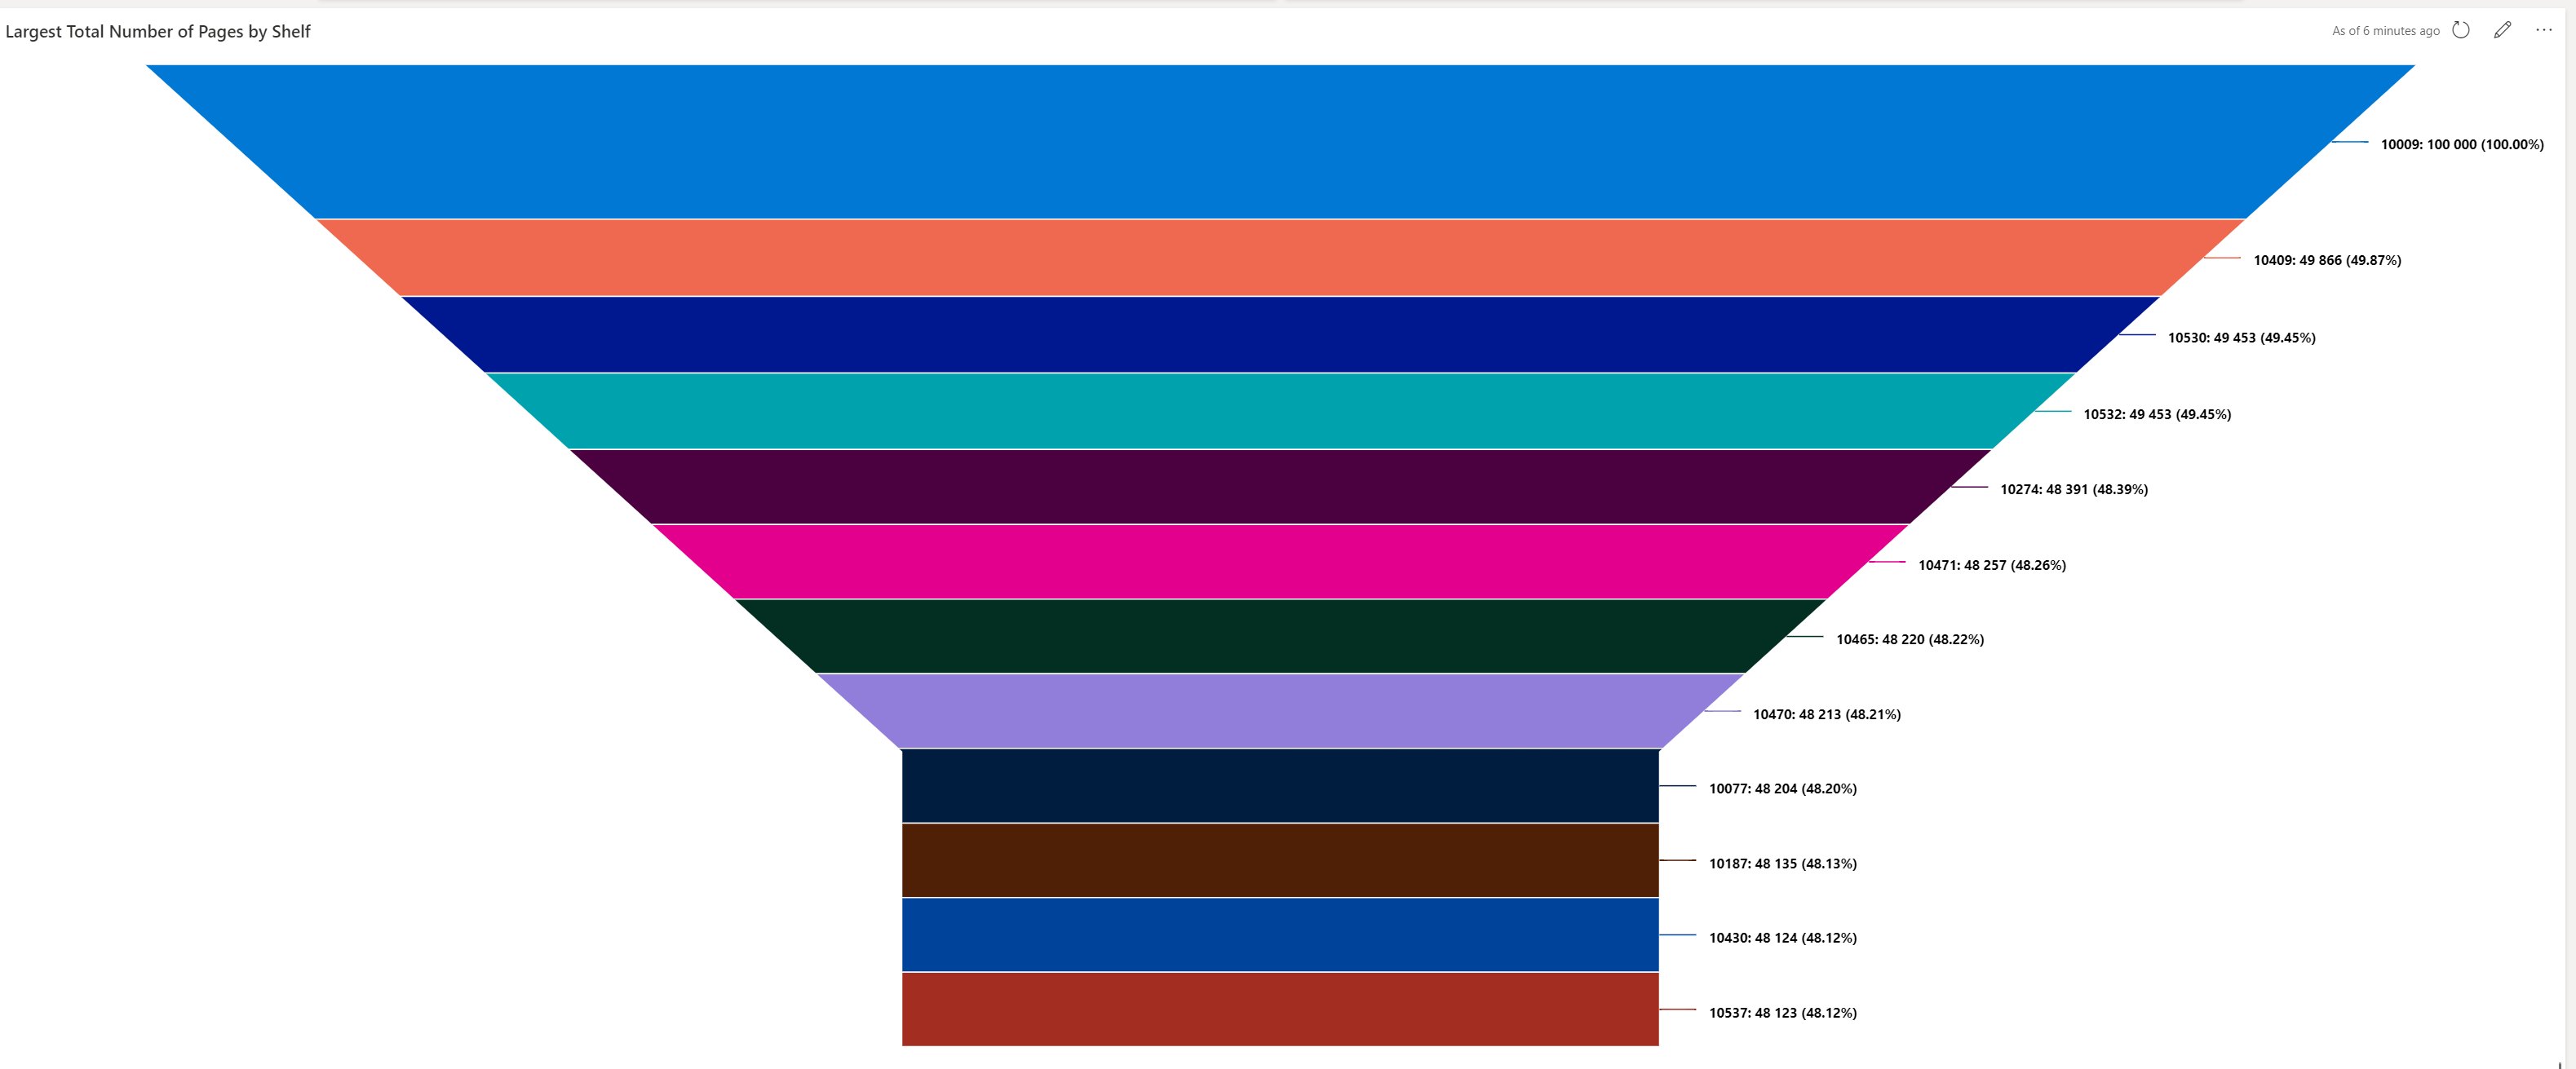 Largest Total Number of Pages by Shelf
As of 6 minutes ago
10009: 100 000 (100.00%)
10409: 49 866 (49.87%)
10530: 49 453 (49.45%)
10532: 49 453 (49.45%)
10274: 48 391 (48.39%)
10471: 48 257 (48.26%)
10465: 48 220 (48.22%)
10470: 48 213 (48.21%)
10077: 48 204 (48.20%)
10187: 48 135 (48.13%)
10430: 48 124 (48.12%)
10537: 48 123 (48.12%)